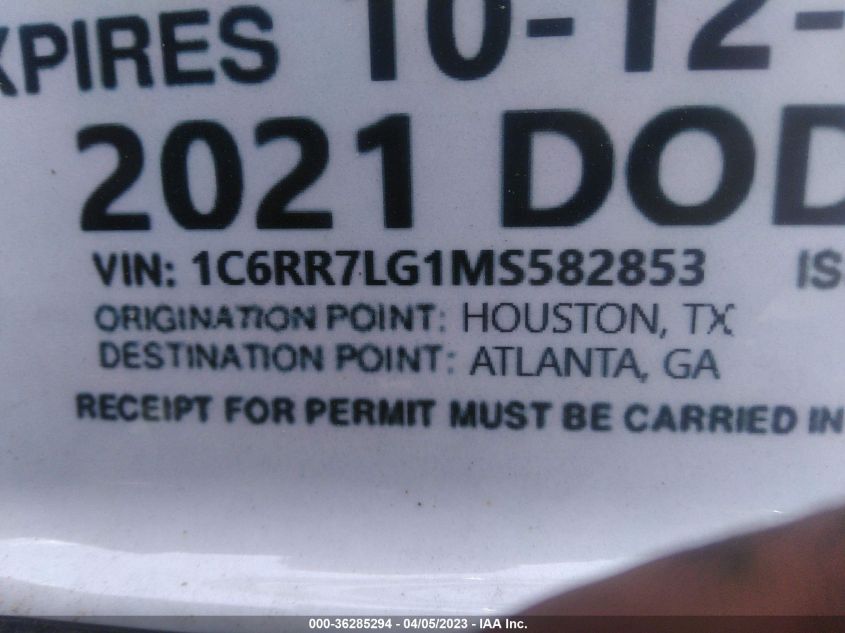 XPIRES 10-12-
2021 DOD
VIN: 1C6RR7LG1MS582853 IS
ORIGINATION POINT: HOUSTON, TX
DESTINATION POINT: ATLANTA, GA
RECEIPT FOR PERMIT MUST BE CARRIED IN
000-36285294 - 04/05/2023 - IAA Inc.